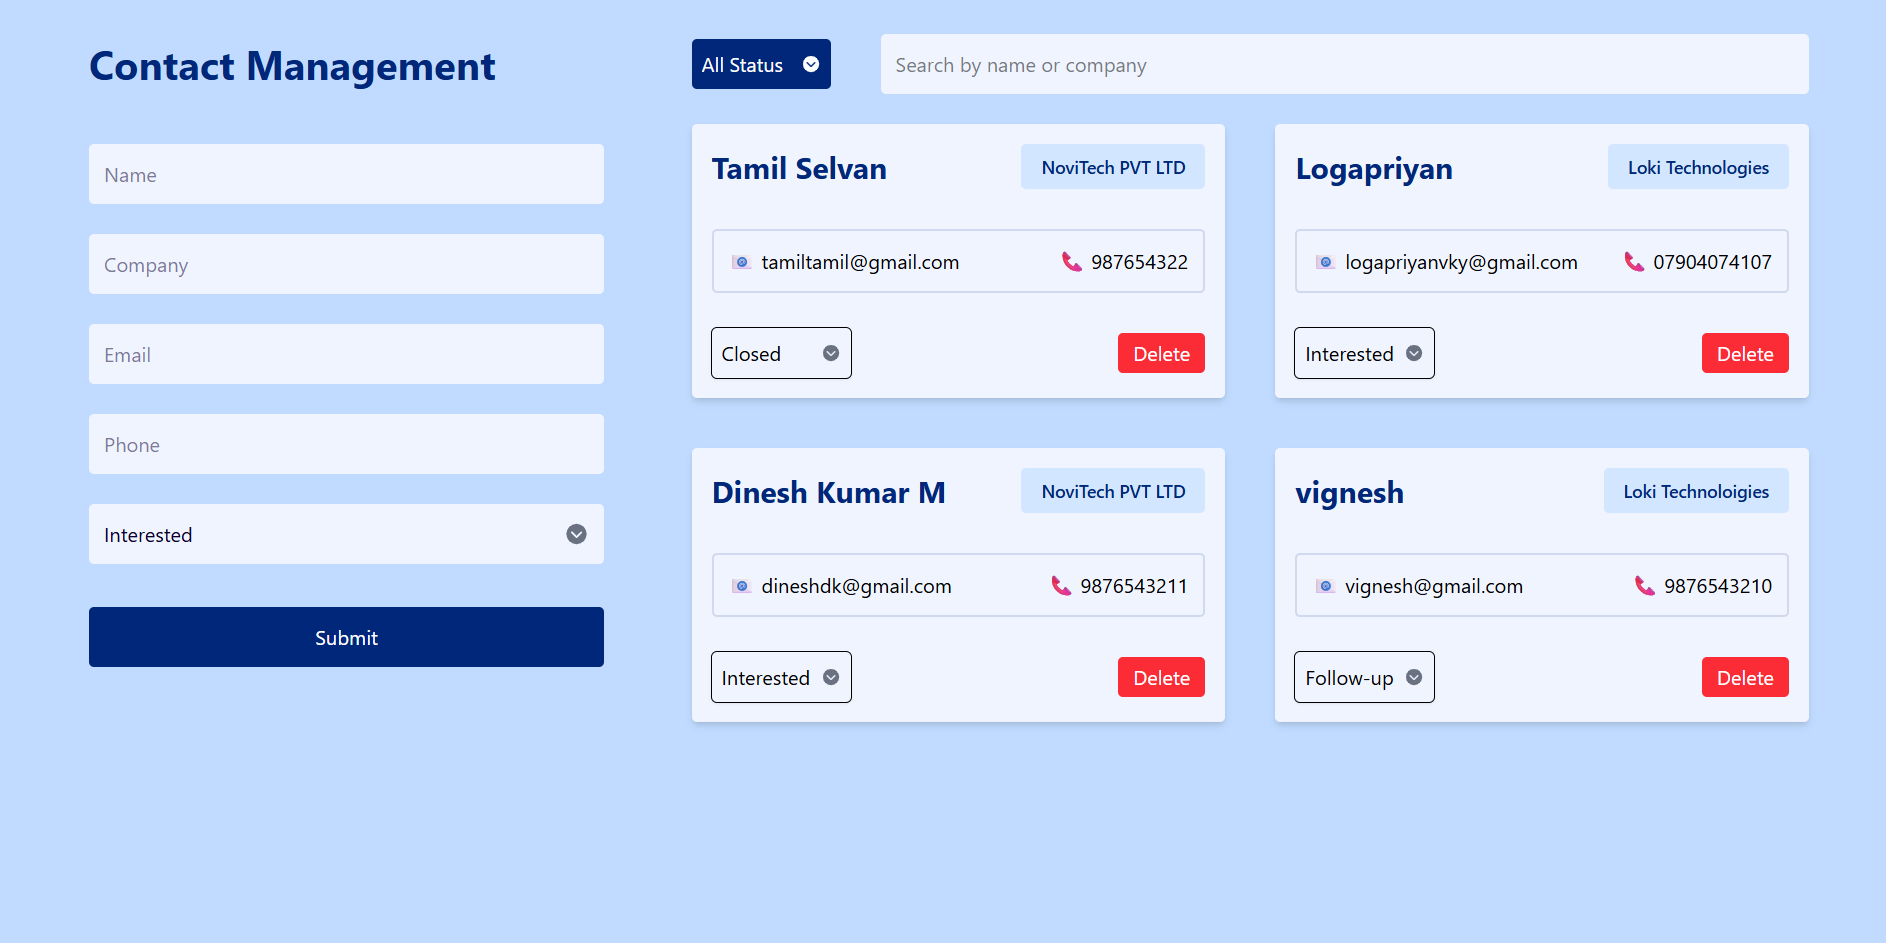 Contact Management
Name
Company
Email
Phone
Interested
Submit
All Status
Search by name or company
Tamil Selvan
NoviTech PVT LTD
tamiltamil@gmail.com
987654322
Closed
Delete
Logapriyan
Loki Technologies
logapriyanvky@gmail.com
07904074107
Interested
Delete
Dinesh Kumar M
NoviTech PVT LTD
dineshdk@gmail.com
9876543211
Interested
Delete
vignesh
Loki Technoloigies
vignesh@gmail.com
9876543210
Follow-up
Delete